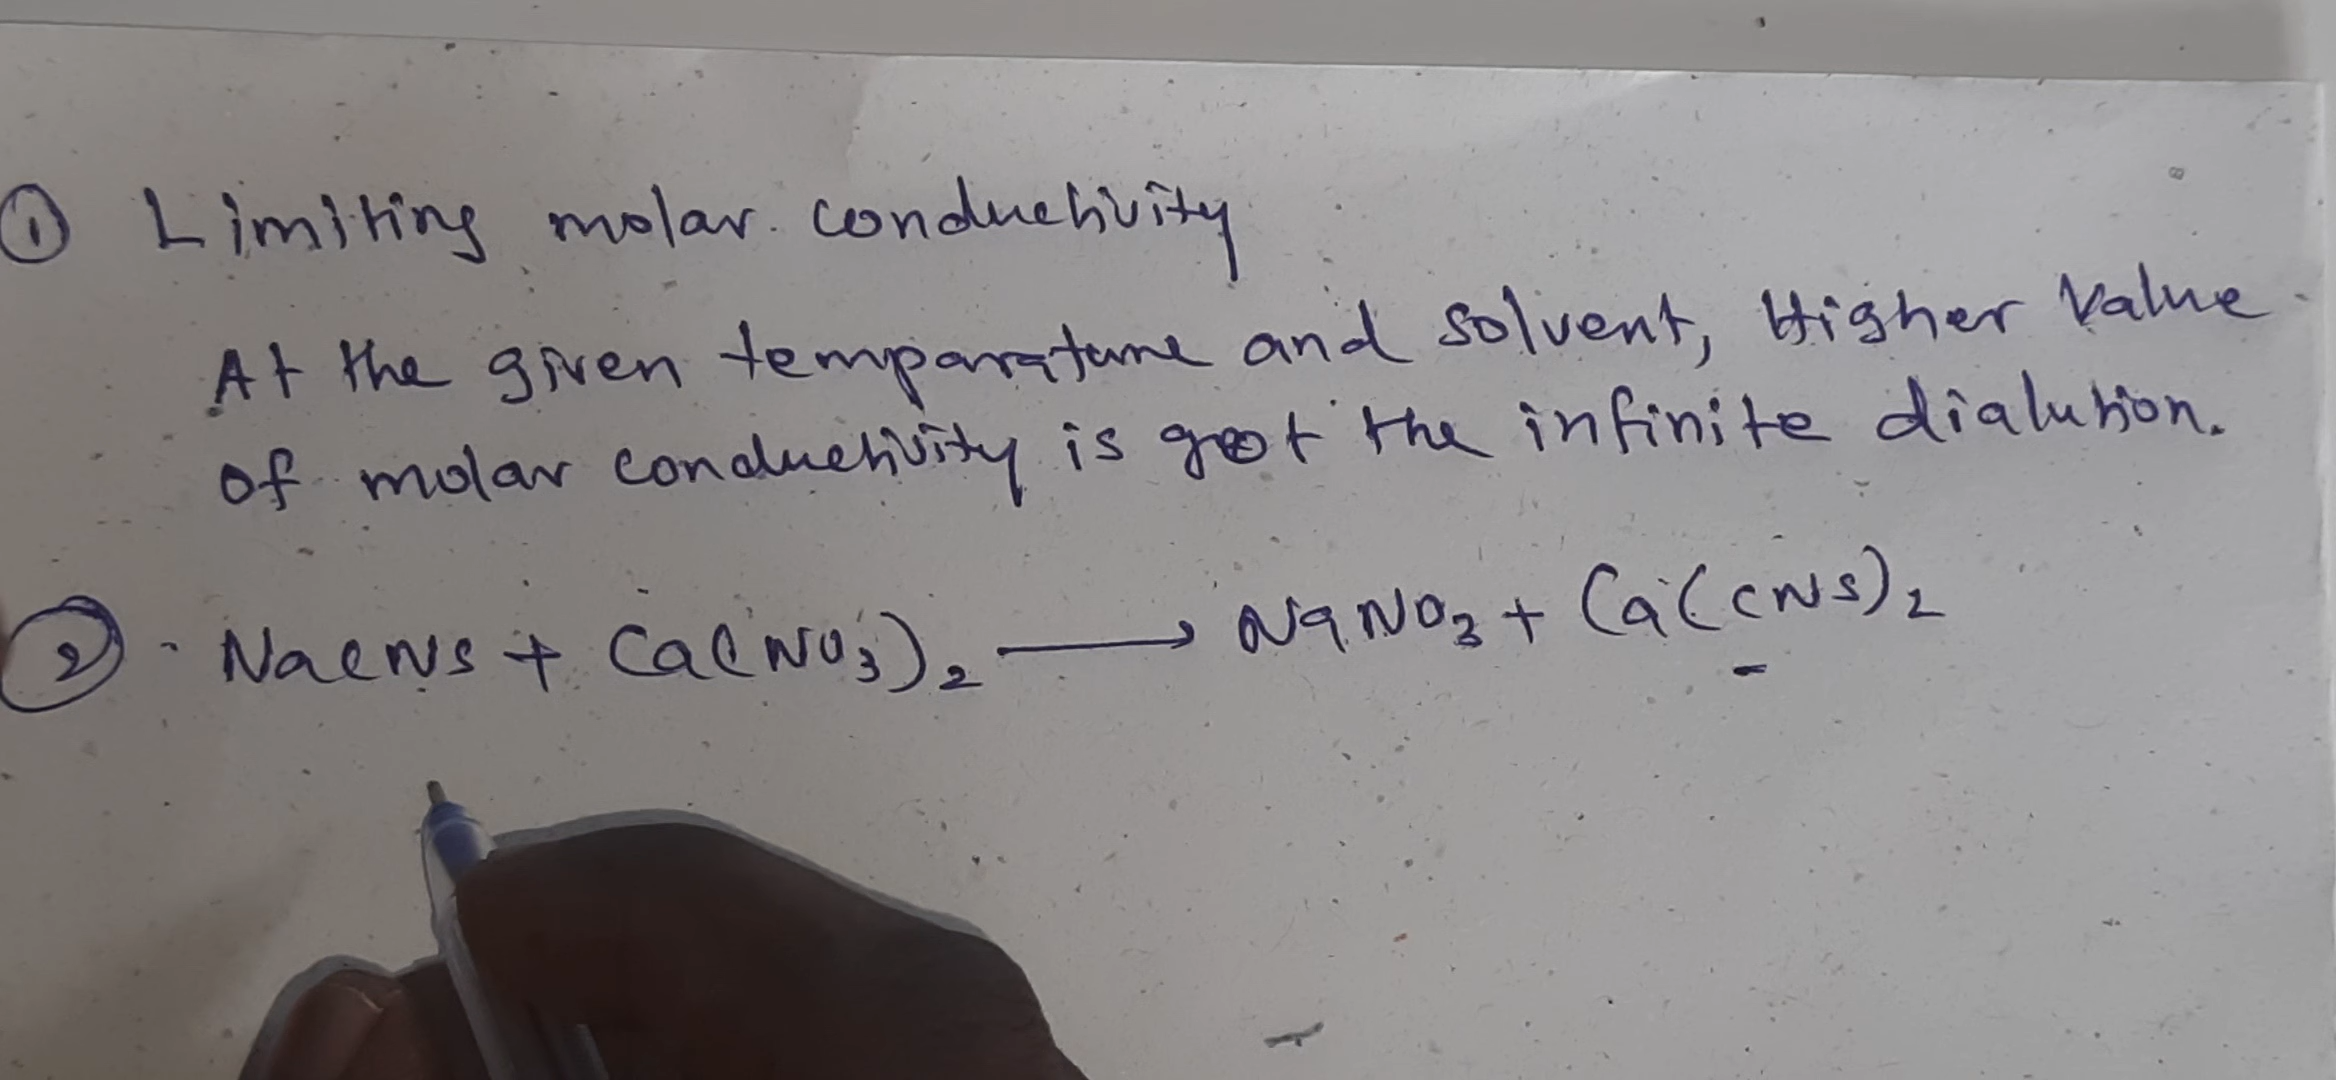 ① Limiting molar conductivity
At the given temparature and solvent, Higher Value
of molar conductivity is got the infinite dialution.
② NaCNS + Ca(NO₃)₂ ⟶ NaNO₃ + Ca(CNS)₂